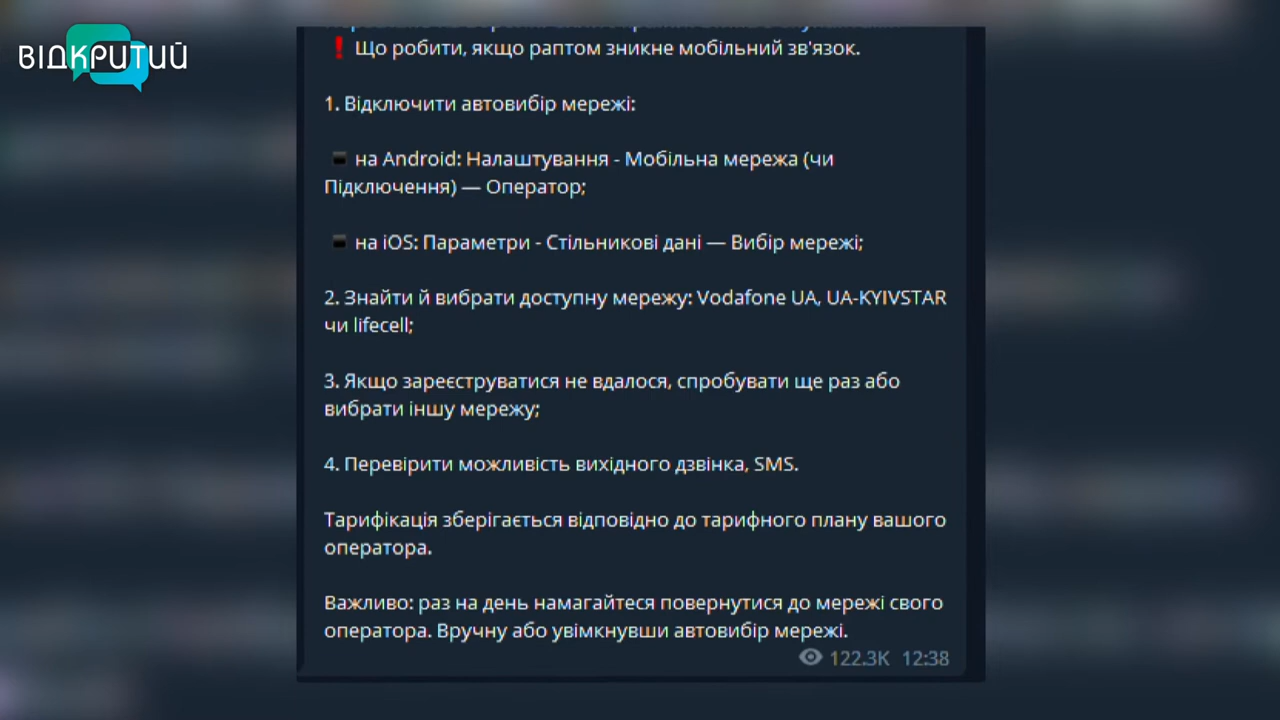 ВІДКРИТИЙ
❗ Що робити, якщо раптом зникне мобільний зв'язок.
1. Відключити автовибір мережі:
▪️ на Android: Налаштування - Мобільна мережа (чи
Підключення) — Оператор;
▪️ на iOS: Параметри - Стільникові дані — Вибір мережі;
2. Знайти й вибрати доступну мережу: Vodafone UA, UA-KYIVSTAR
чи lifecell;
3. Якщо зареєструватися не вдалося, спробувати ще раз або
вибрати іншу мережу;
4. Перевірити можливість вихідного дзвінка, SMS.
Тарифікація зберігається відповідно до тарифного плану вашого
оператора.
Важливо: раз на день намагайтеся повернутися до мережі свого
оператора. Вручну або увімкнувши автовибір мережі.
122.3K 12:38